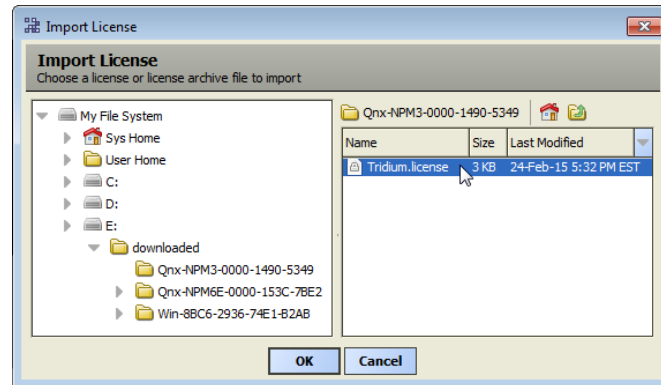 Import License
Import License
Choose a license or license archive file to import
My File System
Sys Home
User Home
C:
D:
E:
downloaded
Qnx-NPM3-0000-1490-5349
Qnx-NPM6E-0000-153C-7BE2
Win-8BC6-2936-74E1-B2AB
Qnx-NPM3-0000-1490-5349
Name Size Last Modified
Tridium.license 3 KB 24-Feb-15 5:32 PM EST
OK Cancel